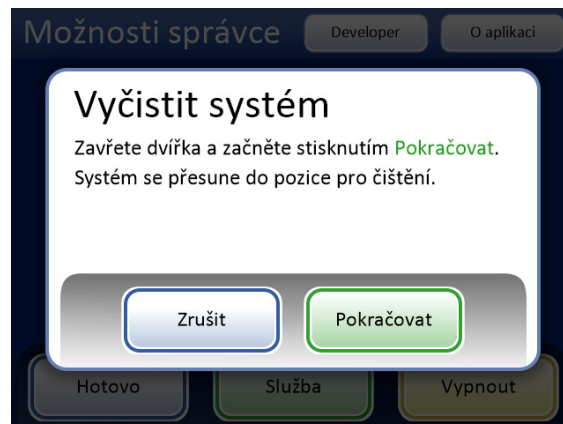 Možnosti správce Developer O aplikaci
Vyčistit systém
Zavřete dvířka a začněte stisknutím Pokračovat.
Systém se přesune do pozice pro čištění.
Zrušit Pokračovat
Hotovo Služba Vypnout